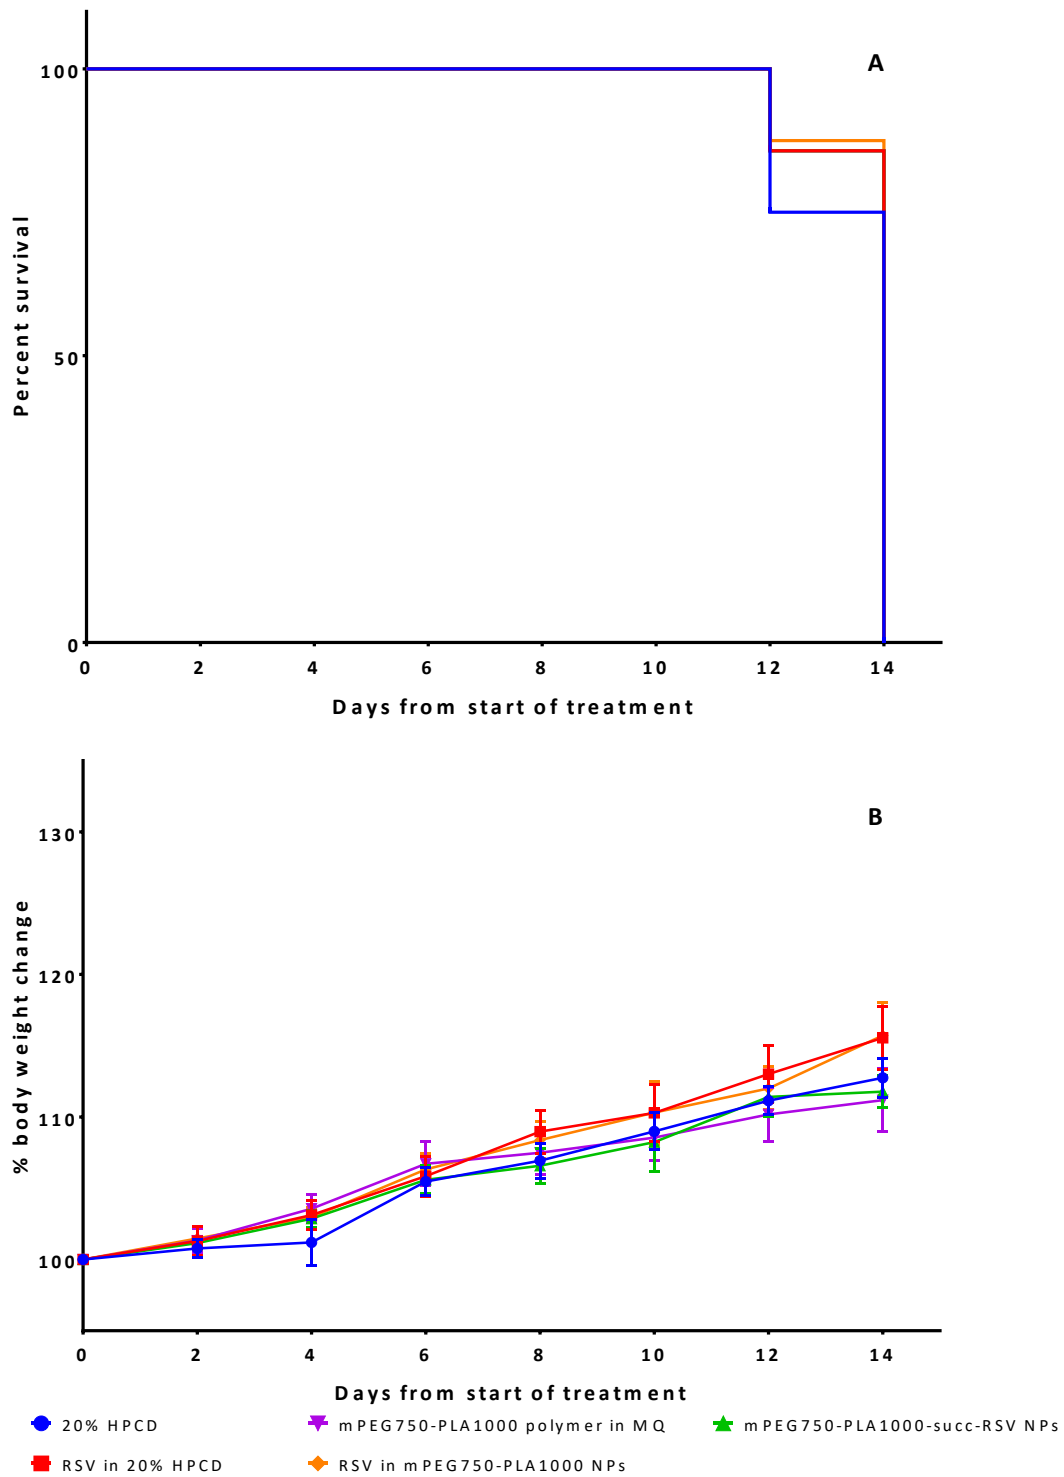 A
100
50
0
Percent survival
0 2 4 6 8 10 12 14
Days from start of treatment
B
130
120
110
100
% body weight change
0 2 4 6 8 10 12 14
Days from start of treatment
20% HPCD mPEG750-PLA1000 polymer in MQ mPEG750-PLA1000-succ-RSV NPs
RSV in 20% HPCD RSV in mPEG750-PLA1000 NPs